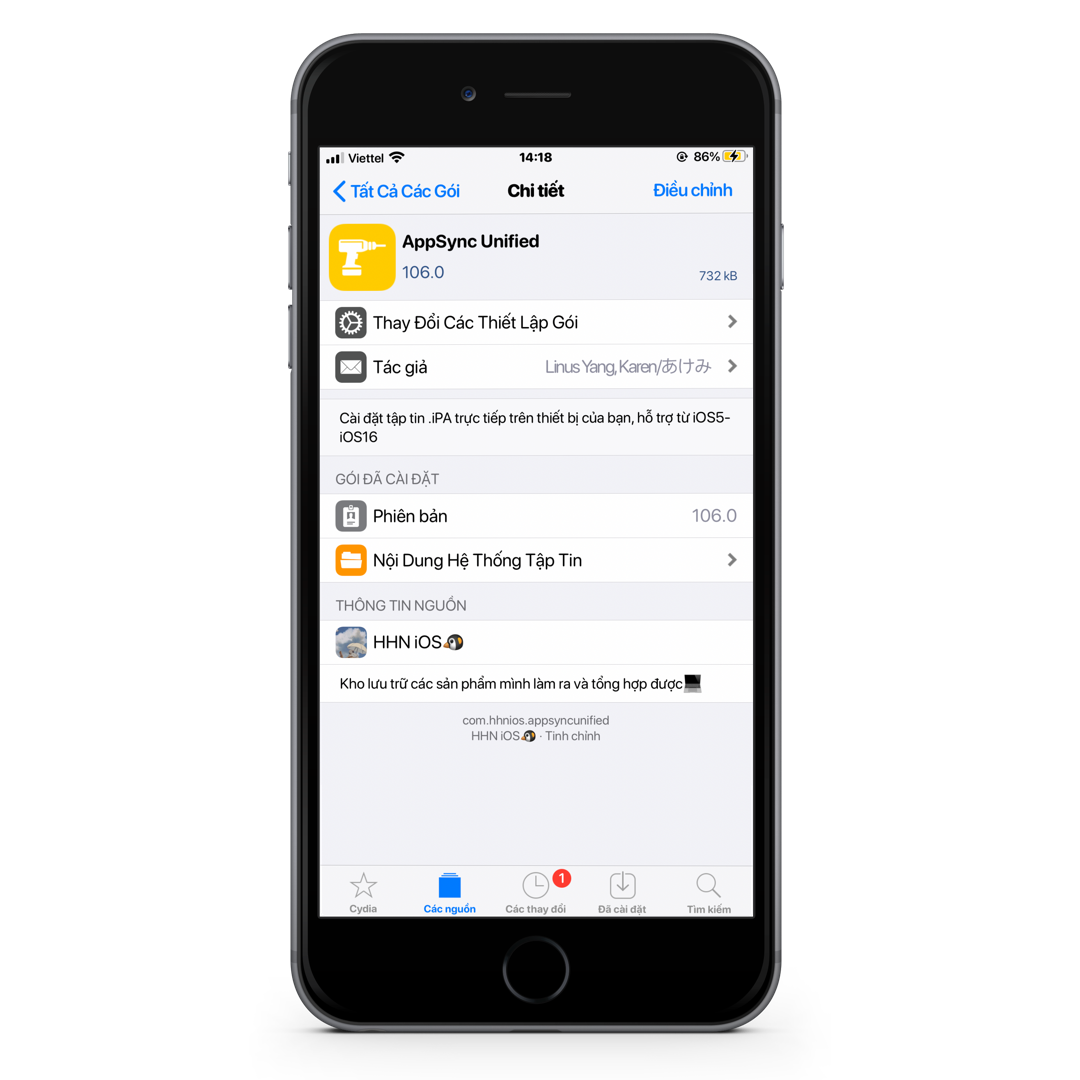 Viettel
14:18
86%
Tất Cả Các Gói
Chi tiết
Điều chỉnh
AppSync Unified
106.0
732 kB
Thay Đổi Các Thiết Lập Gói
Tác giả
Linus Yang, Karen/あけみ
Cài đặt tập tin .iPA trực tiếp trên thiết bị của bạn, hỗ trợ từ iOS5-
iOS16
GÓI ĐÃ CÀI ĐẶT
Phiên bản
106.0
Nội Dung Hệ Thống Tập Tin
THÔNG TIN NGUỒN
HHN iOS🐧
Kho lưu trữ các sản phẩm mình làm ra và tổng hợp được💻
com.hhnios.appsyncunified
HHN iOS🐧 · Tinh chỉnh
1
Cydia
Các nguồn
Các thay đổi
Đã cài đặt
Tìm kiếm